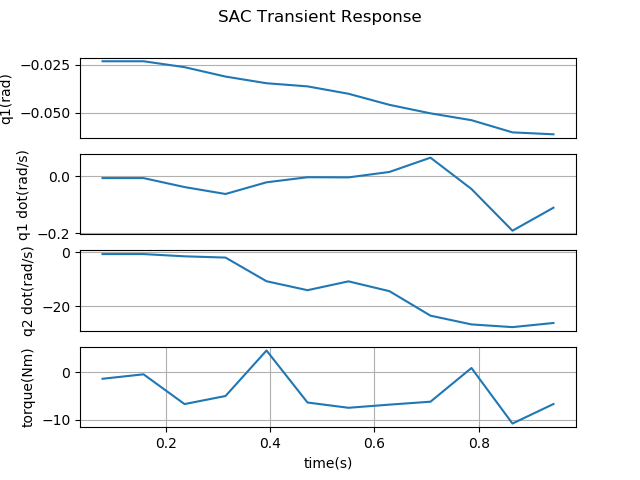 SAC Transient Response
q1(rad)
−0.025
−0.050
q1 dot(rad/s)
0.0
−0.2
q2 dot(rad/s)
0
−20
torque(Nm)
0
−10
0.2 0.4 0.6 0.8
time(s)